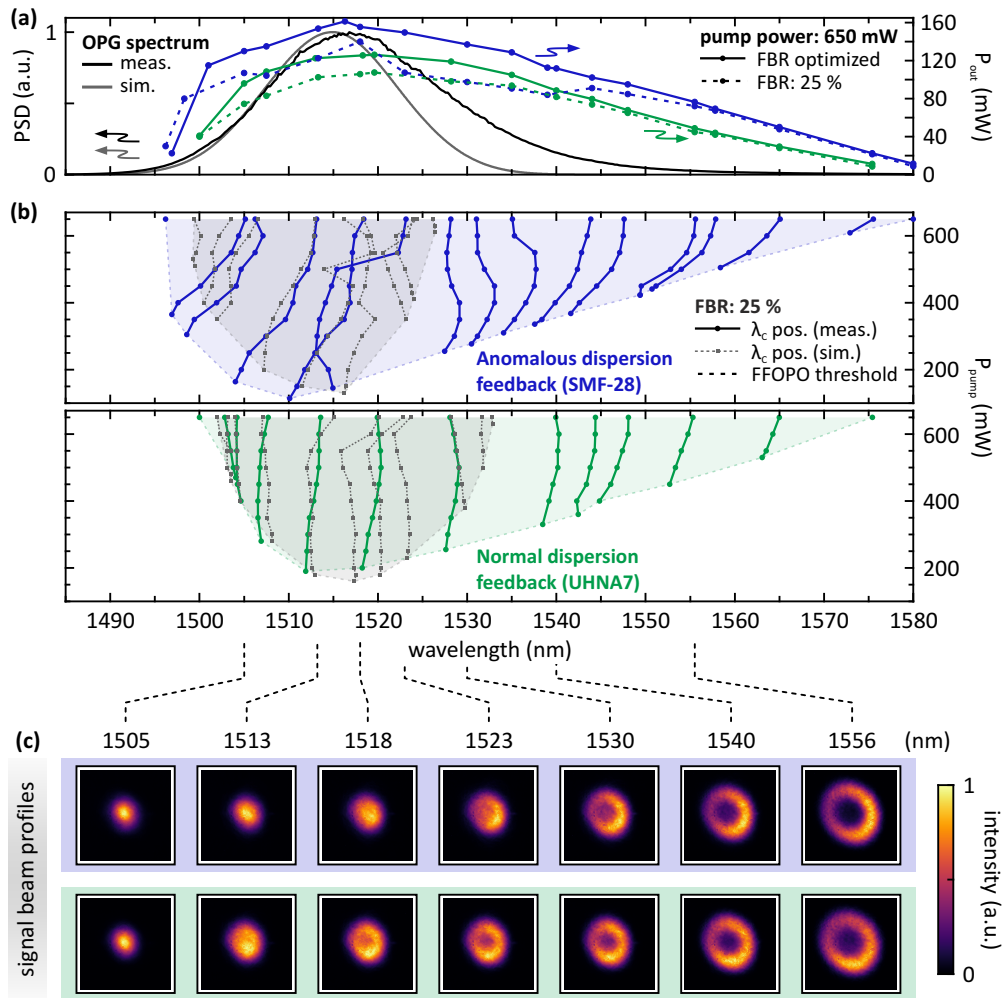 (a)
1
PSD (a.u.)
OPG spectrum
meas.
sim.
0
pump power: 650 mW
FBR optimized
FBR: 25 %
160
120
80
40
0
P_out (mW)
(b)
600
400
200
FBR: 25 %
λ_c pos. (meas.)
λ_c pos. (sim.)
FFOPO threshold
Anomalous dispersion
feedback (SMF-28)
P_pump (mW)
600
400
200
Normal dispersion
feedback (UHNA7)
1490 1500 1510 1520 1530 1540 1550 1560 1570 1580
wavelength (nm)
(c)
1505 1513 1518 1523 1530 1540 1556 (nm)
signal beam profiles
1
intensity (a.u.)
0